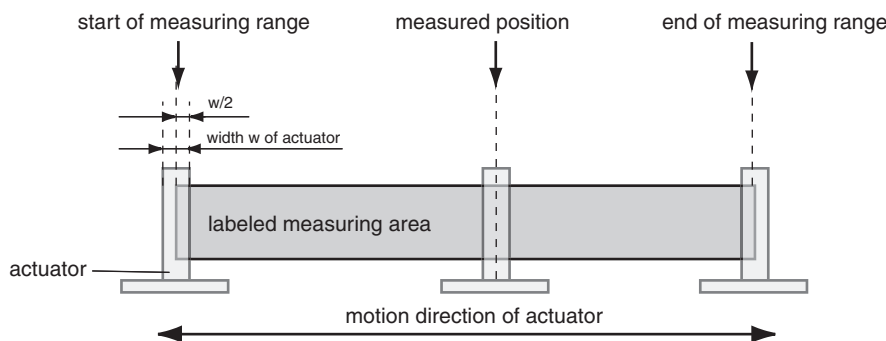 start of measuring range
measured position
end of measuring range
w/2
width w of actuator
labeled measuring area
actuator
motion direction of actuator